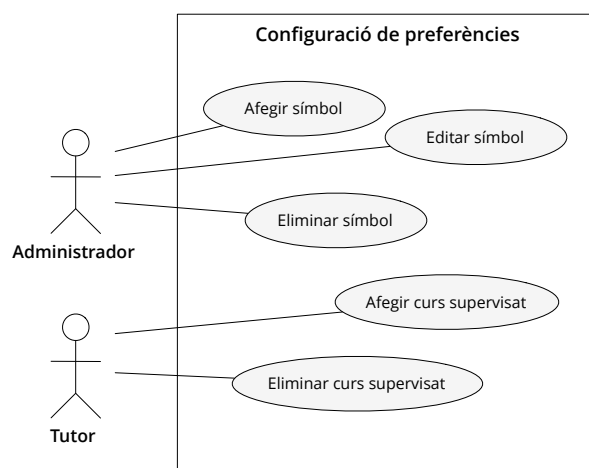 Configuració de preferències
Afegir símbol
Editar símbol
Eliminar símbol
Administrador
Afegir curs supervisat
Eliminar curs supervisat
Tutor